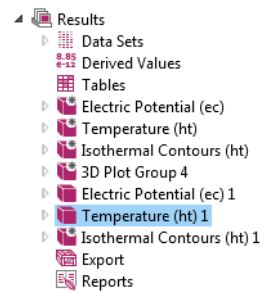 Results
Data Sets
8.85
e-12 Derived Values
Tables
Electric Potential (ec)
Temperature (ht)
Isothermal Contours (ht)
3D Plot Group 4
Electric Potential (ec) 1
Temperature (ht) 1
Isothermal Contours (ht) 1
Export
Reports